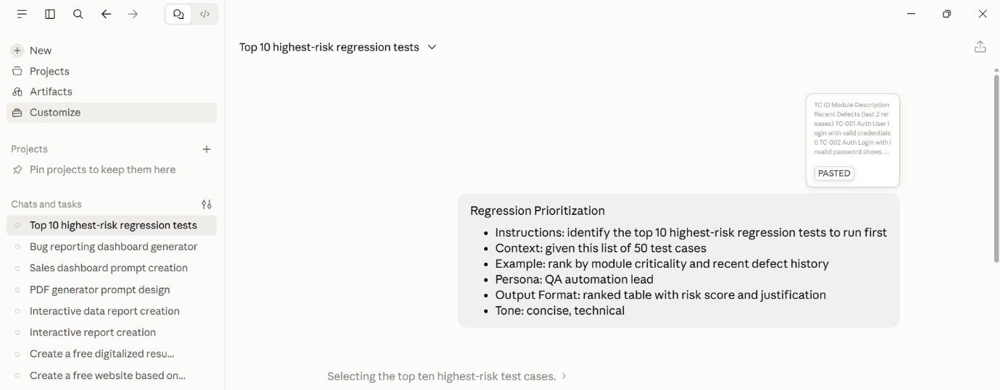 New
Projects
Artifacts
Customize
Projects
Pin projects to keep them here
Chats and tasks
Top 10 highest-risk regression tests
Bug reporting dashboard generator
Sales dashboard prompt creation
PDF generator prompt design
Interactive data report creation
Interactive report creation
Create a free digitalized resu...
Create a free website based on...
Top 10 highest-risk regression tests
TC ID Module Description
Recent Defects (last 2 rel
eases) TC-001 Auth User l
ogin with valid credentials
0 TC-002 Auth Login with i
nvalid password shows ...
PASTED
Regression Prioritization
• Instructions: identify the top 10 highest-risk regression tests to run first
• Context: given this list of 50 test cases
• Example: rank by module criticality and recent defect history
• Persona: QA automation lead
• Output Format: ranked table with risk score and justification
• Tone: concise, technical
Selecting the top ten highest-risk test cases.